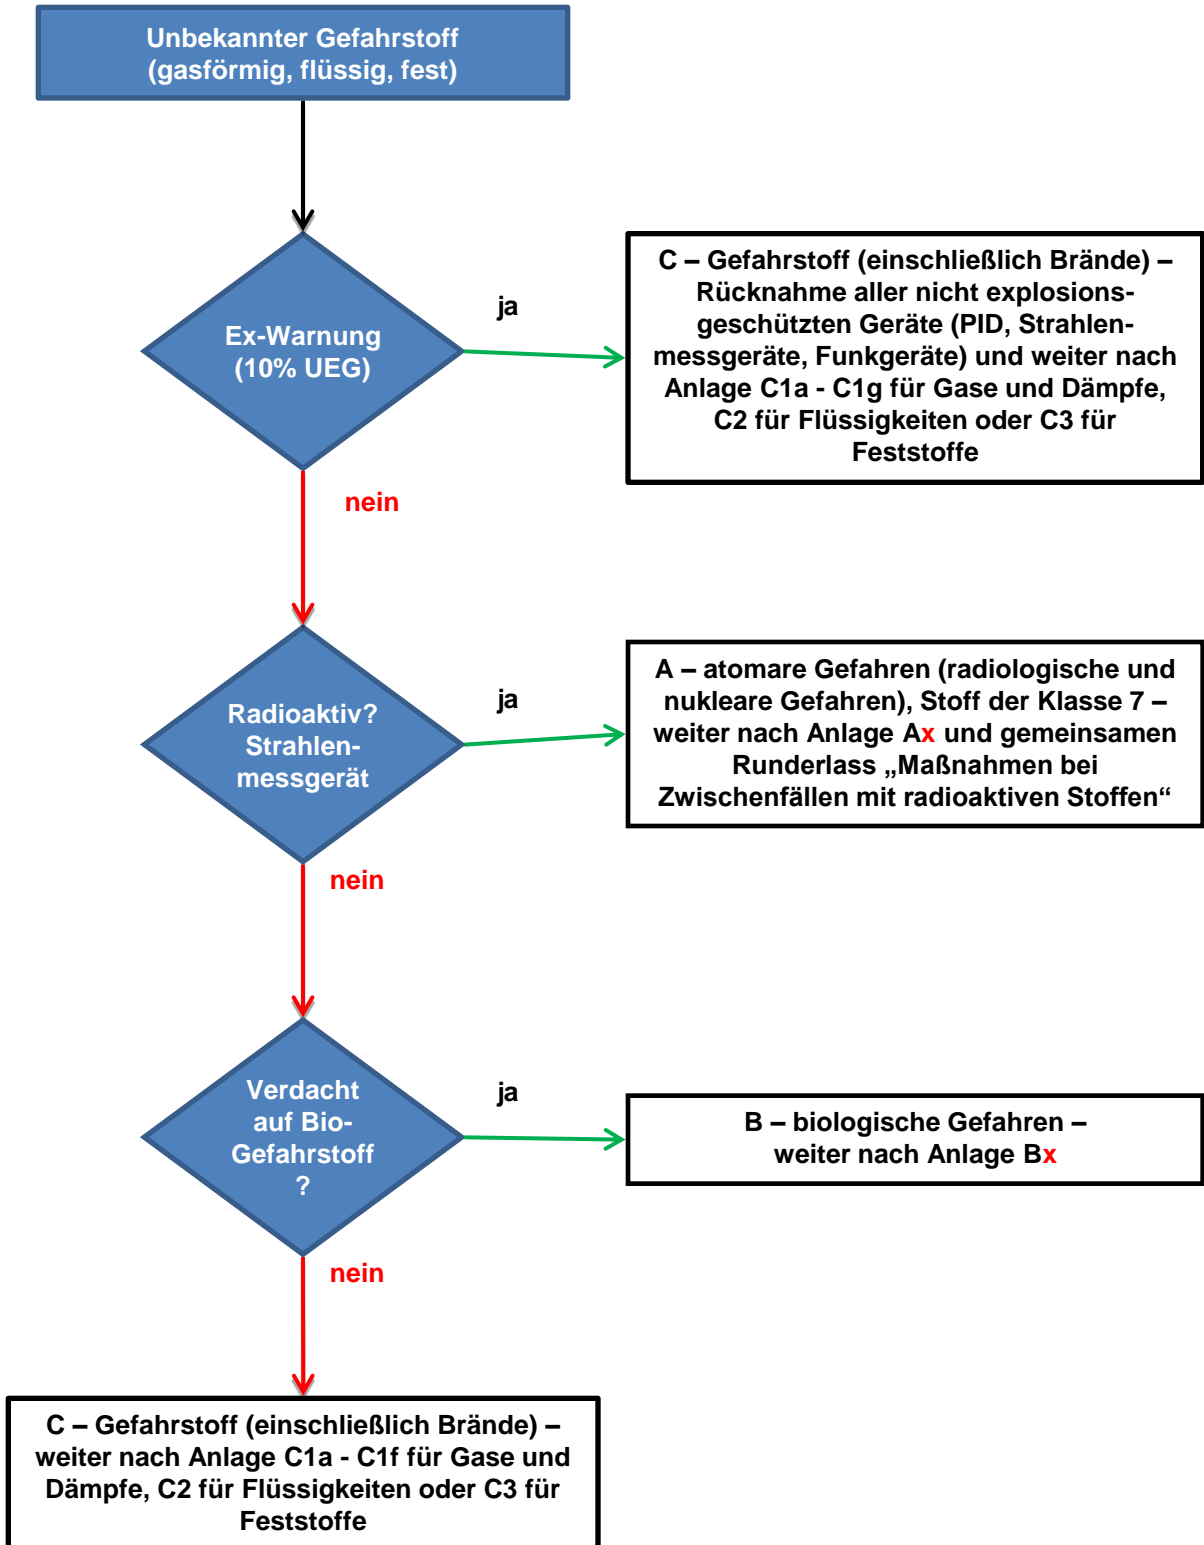 Unbekannter Gefahrstoff
(gasförmig, flüssig, fest)
Ex-Warnung
(10% UEG)
ja
C – Gefahrstoff (einschließlich Brände) –
Rücknahme aller nicht explosions-
geschützten Geräte (PID, Strahlen-
messgeräte, Funkgeräte) und weiter nach
Anlage C1a - C1g für Gase und Dämpfe,
C2 für Flüssigkeiten oder C3 für
Feststoffe
nein
Radioaktiv?
Strahlen-
messgerät
ja
A – atomare Gefahren (radiologische und
nukleare Gefahren), Stoff der Klasse 7 –
weiter nach Anlage Ax und gemeinsamen
Runderlass „Maßnahmen bei
Zwischenfällen mit radioaktiven Stoffen“
nein
Verdacht
auf Bio-
Gefahrstoff
?
ja
B – biologische Gefahren –
weiter nach Anlage Bx
nein
C – Gefahrstoff (einschließlich Brände) –
weiter nach Anlage C1a - C1f für Gase und
Dämpfe, C2 für Flüssigkeiten oder C3 für
Feststoffe